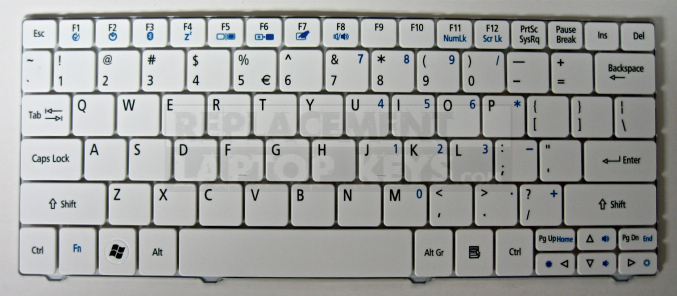 Esc F1 F2 F3 F4 F5 F6 F7 F8 F9 F10 F11 F12 PrtSc Pause Ins Del
Zz NumLk Scr Lk SysRq Break
~ ! @ # $ % ^ & 7 * 8 ( 9 ) / — + Backspace
1 2 3 4 5 € 6 7 8 9 0 – =
Tab Q W E R T Y U 4 I 5 O 6 P * { } ¦
[ ] \
Caps Lock A S D F G H J 1 K 2 L 3 : – " Enter
; '
Shift Z X C V B N M 0 < > . ? + Shift
, . /
Ctrl Fn Alt Alt Gr Ctrl Pg Up Home Pg Dn End
REPLACEMENT
LAPTOP KEYS.com